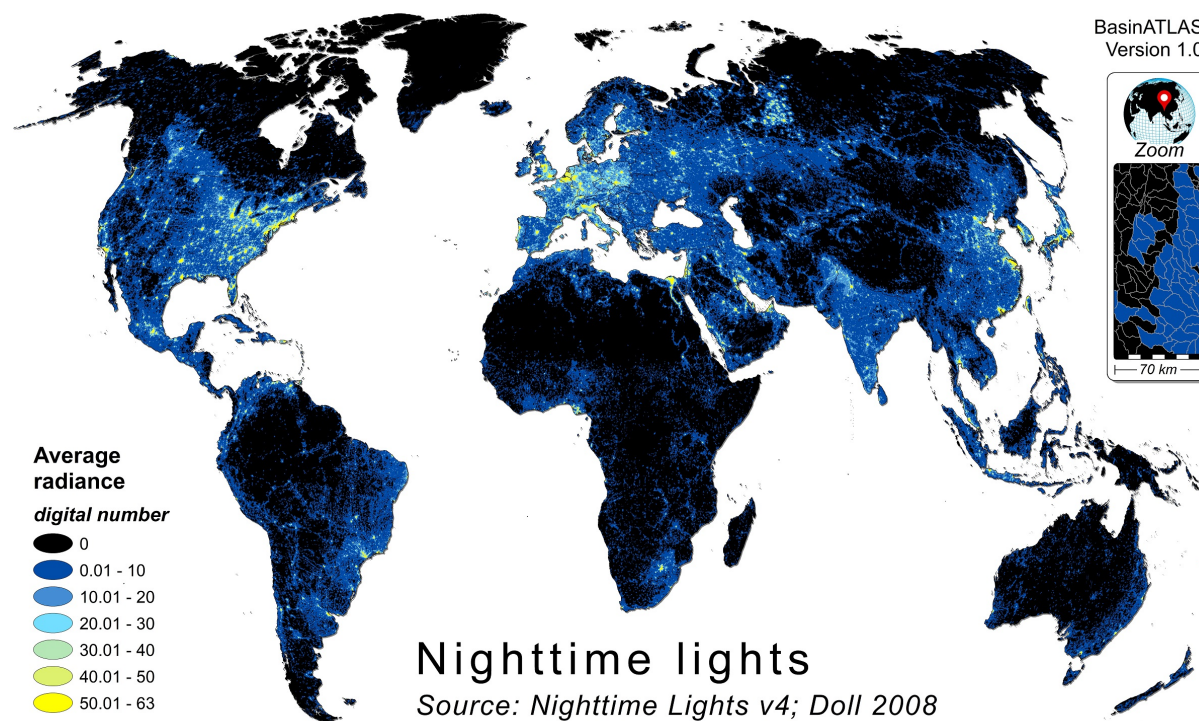 BasinATLAS
Version 1.0
Zoom
70 km
Average
radiance
digital number
0
0.01 - 10
10.01 - 20
20.01 - 30
30.01 - 40
40.01 - 50
50.01 - 63
Nighttime lights
Source: Nighttime Lights v4; Doll 2008